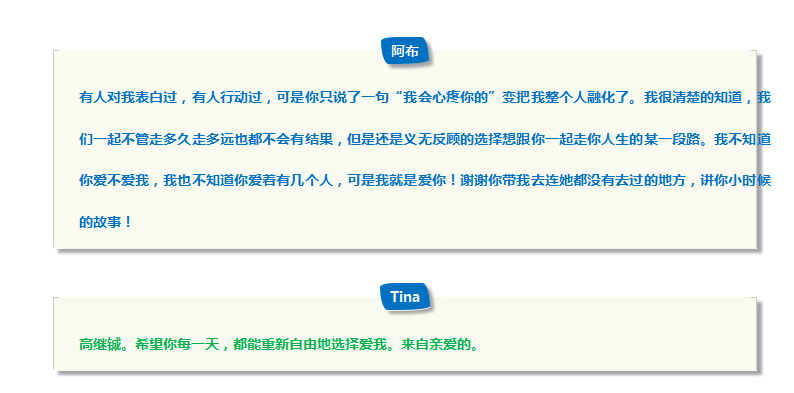 阿布
有人对我表白过，有人行动过，可是你只说了一句“我会心疼你的”变把我整个人融化了。我很清楚的知道，我
们一起不管走多久走多远也都不会有结果，但是还是义无反顾的选择想跟你一起走你人生的某一段路。我不知道
你爱不爱我，我也不知道你爱着有几个人，可是我就是爱你！谢谢你带我去连她都没有去过的地方，讲你小时候
的故事！
Tina
高继铖。希望你每一天，都能重新自由地选择爱我。来自亲爱的。